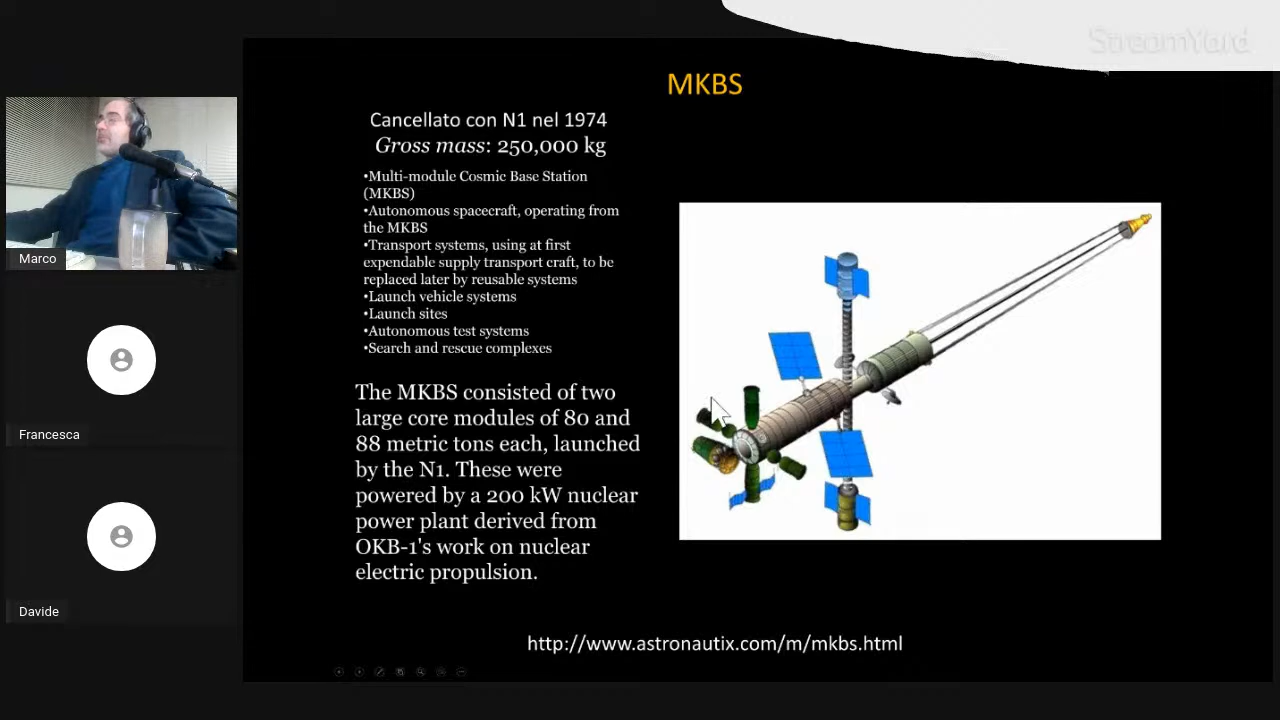 StreamYard
MKBS
Cancellato con N1 nel 1974
Gross mass: 250,000 kg
•Multi-module Cosmic Base Station
(MKBS)
•Autonomous spacecraft, operating from
the MKBS
•Transport systems, using at first
expendable supply transport craft, to be
replaced later by reusable systems
•Launch vehicle systems
•Launch sites
•Autonomous test systems
•Search and rescue complexes
The MKBS consisted of two
large core modules of 80 and
88 metric tons each, launched
by the N1. These were
powered by a 200 kW nuclear
power plant derived from
OKB-1's work on nuclear
electric propulsion.
http://www.astronautix.com/m/mkbs.html
Marco
Francesca
Davide